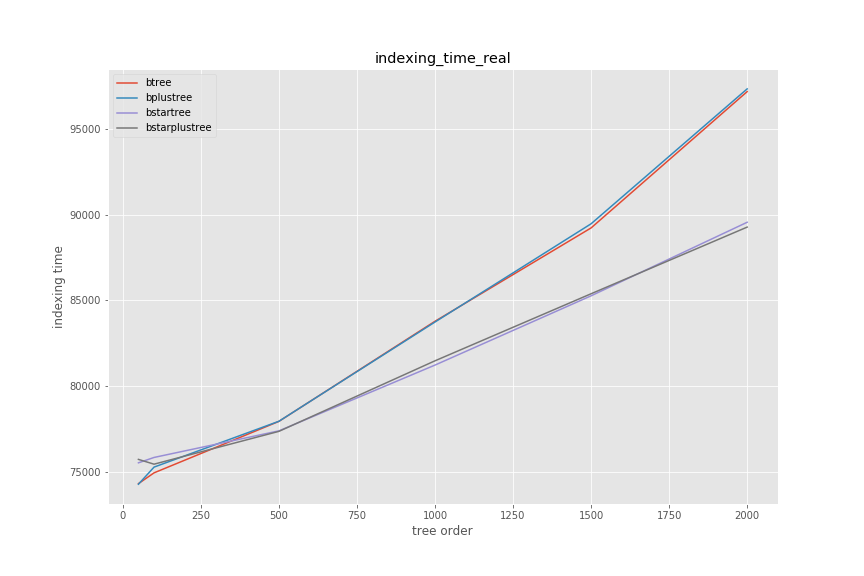 indexing_time_real
btree
bplustree
bstartree
bstarplustree
95000
90000
85000
80000
75000
indexing time
0
250
500
750
1000
1250
1500
1750
2000
tree order